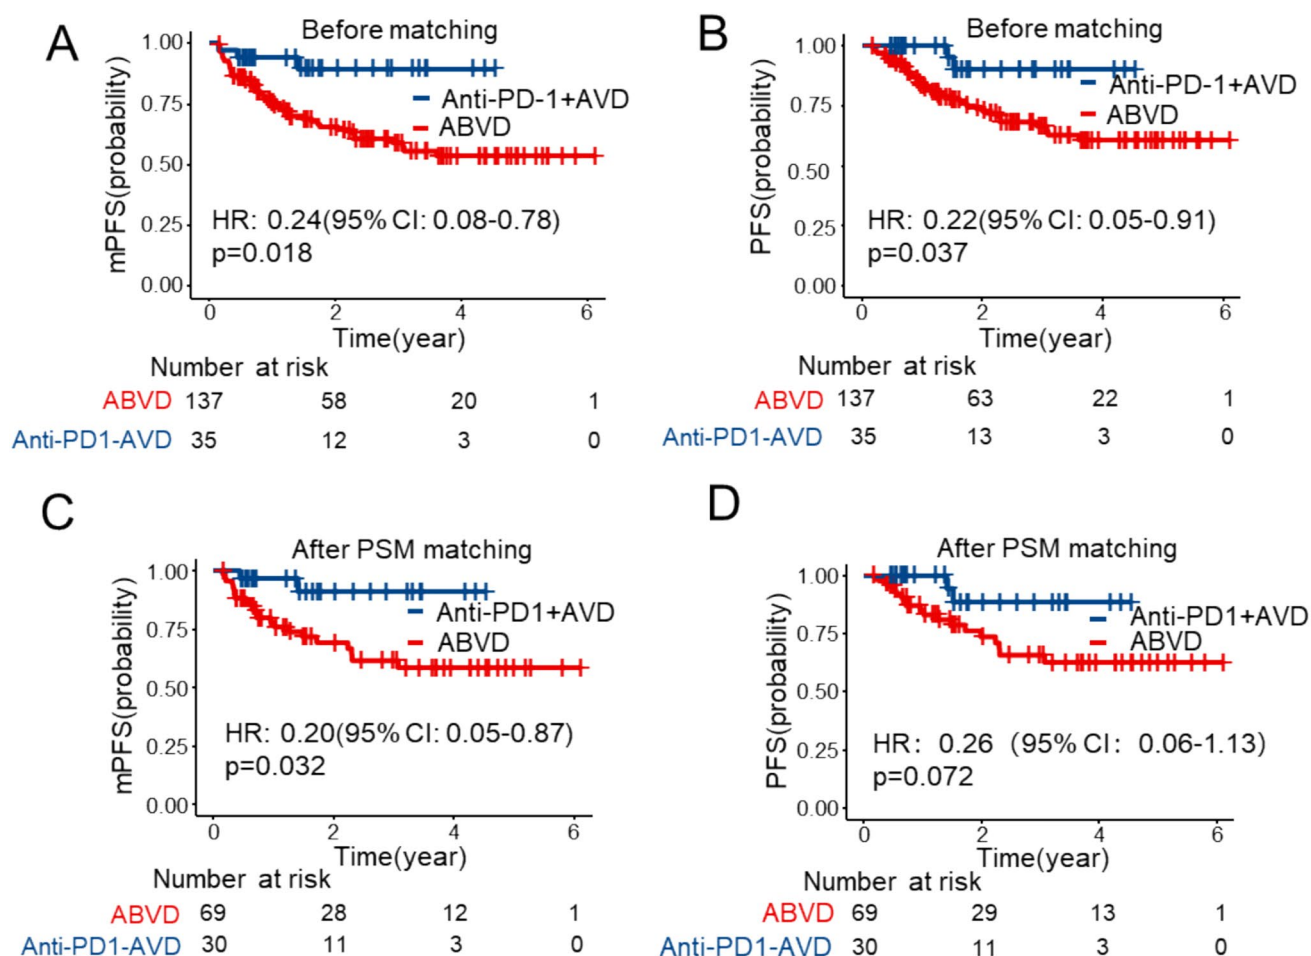 A
Before matching
mPFS(probability)
1.00
0.75
0.50
0.25
0.00
Anti-PD-1+AVD
ABVD
HR: 0.24(95% CI: 0.08-0.78)
p=0.018
0 2 4 6
Time(year)
Number at risk
ABVD 137 58 20 1
Anti-PD1-AVD 35 12 3 0
B
Before matching
PFS(probability)
1.00
0.75
0.50
0.25
0.00
Anti-PD-1+AVD
ABVD
HR: 0.22(95% CI: 0.05-0.91)
p=0.037
0 2 4 6
Time(year)
Number at risk
ABVD 137 63 22 1
Anti-PD1-AVD 35 13 3 0
C
After PSM matching
mPFS(probability)
1.00
0.75
0.50
0.25
0.00
Anti-PD1+AVD
ABVD
HR: 0.20(95% CI: 0.05-0.87)
p=0.032
0 2 4 6
Time(year)
Number at risk
ABVD 69 28 12 1
Anti-PD1-AVD 30 11 3 0
D
After PSM matching
PFS(probability)
1.00
0.75
0.50
0.25
0.00
Anti-PD1+AVD
ABVD
HR: 0.26 (95% CI: 0.06-1.13)
p=0.072
0 2 4 6
Time(year)
Number at risk
ABVD 69 29 13 1
Anti-PD1-AVD 30 11 3 0